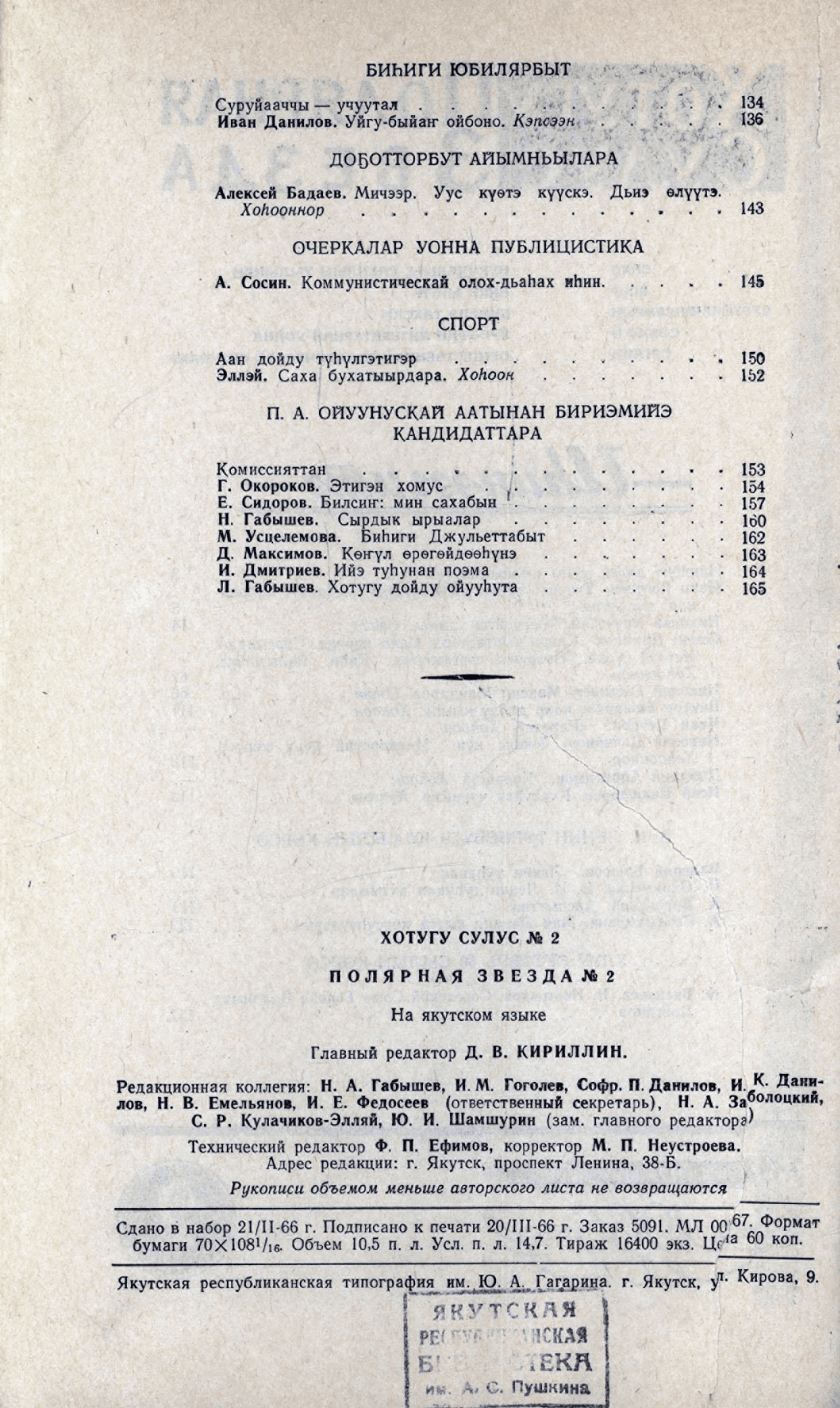 БИҺИГИ ЮБИЛЯРБЫТ
Суруйааччы — учуутал . . . . . . . . . . . 134
Иван Данилов. Уйгу-быйаҥ ойбоно. Кэпсээн . . . . . 136
ДОҔОТТОРБУТ АЙЫМНЬЫЛАРА
Алексей Бадаев. Мичээр. Уус күөтэ күүскэ. Дьиэ өлүүтэ.
Хоһооннор . . . . . . . . . . . . 143
ОЧЕРКАЛАР УОННА ПУБЛИЦИСТИКА
А. Сосин. Коммунистическай олох-дьаһах иһин. . . . . 145
СПОРТ
Аан дойду түһүлгэтигэр . . . . . . . . . . 150
Эллэй. Саха бухатыырдара. Хоһоон . . . . . . . 152
П. А. ОЙУУНУСКАЙ ААТЫНАН БИРИЭМИЙЭ
КАНДИДАТТАРА
Комиссияттан . . . . . . . . . . . . 153
Г. Окороков. Этигэн хомус . . . . . . . . . 154
Е. Сидоров. Билсиҥ: мин сахабын . . . . . . . . 157
Н. Габышев. Сырдык ырыалар . . . . . . . . 160
М. Усцелемова. Биһиги Джульеттабыт . . . . . . 162
Д. Максимов. Көҥүл өрөгөйдөөһүнэ . . . . . . . 163
И. Дмитриев. Ийэ туһунан поэма . . . . . . . . 164
Л. Габышев. Хотугу дойду ойууһута . . . . . . . 165
ХОТУГУ СУЛУС № 2
ПОЛЯРНАЯ ЗВЕЗДА № 2
На якутском языке
Главный редактор Д. В. КИРИЛЛИН.
Редакционная коллегия: Н. А. Габышев, И. М. Гоголев, Софр. П. Данилов, И. К. Дани-
лов, Н. В. Емельянов, И. Е. Федосеев (ответственный секретарь), Н. А. Заболоцкий,
С. Р. Кулачиков-Элляй, Ю. И. Шамшурин (зам. главного редактора)
Технический редактор Ф. П. Ефимов, корректор М. П. Неустроева.
Адрес редакции: г. Якутск, проспект Ленина, 38-Б.
Рукописи объемом меньше авторского листа не возвращаются
Сдано в набор 21/II-66 г. Подписано к печати 20/III-66 г. Заказ 5091. МЛ 0067. Формат
бумаги 70×108¹/₁₆. Объем 10,5 п. л. Усл. п. л. 14,7. Тираж 16400 экз. Цена 60 коп.
Якутская республиканская типография им. Ю. А. Гагарина. г. Якутск, ул. Кирова, 9.
ЯКУТСКАЯ
РЕСПУБЛИКАНСКАЯ
БИБЛИОТЕКА
им. А. С. Пушкина